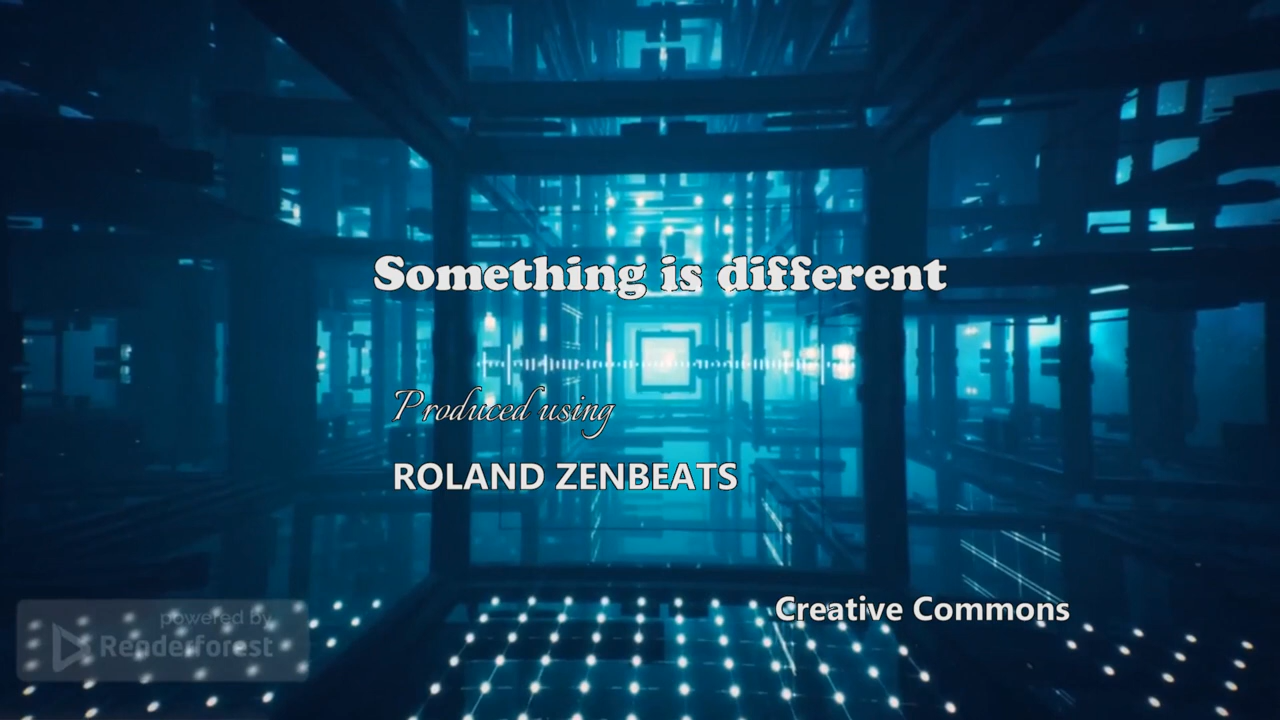 Something is different
Produced using
ROLAND ZENBEATS
Creative Commons
powered by
Renderforest